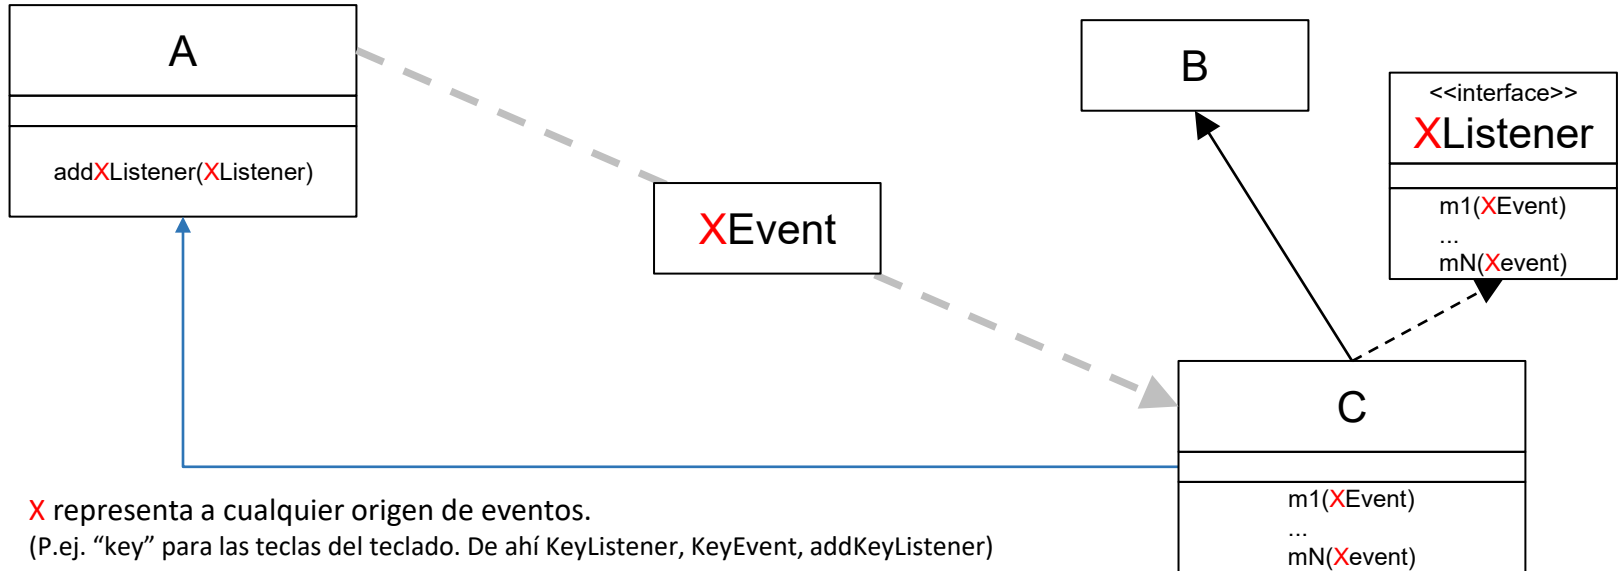 A
addXListener(XListener)
XEvent
B
<<interface>>
XListener
m1(XEvent)
...
mN(Xevent)
C
m1(XEvent)
...
mN(Xevent)
X representa a cualquier origen de eventos.
(P.ej. “key” para las teclas del teclado. De ahí KeyListener, KeyEvent, addKeyListener)